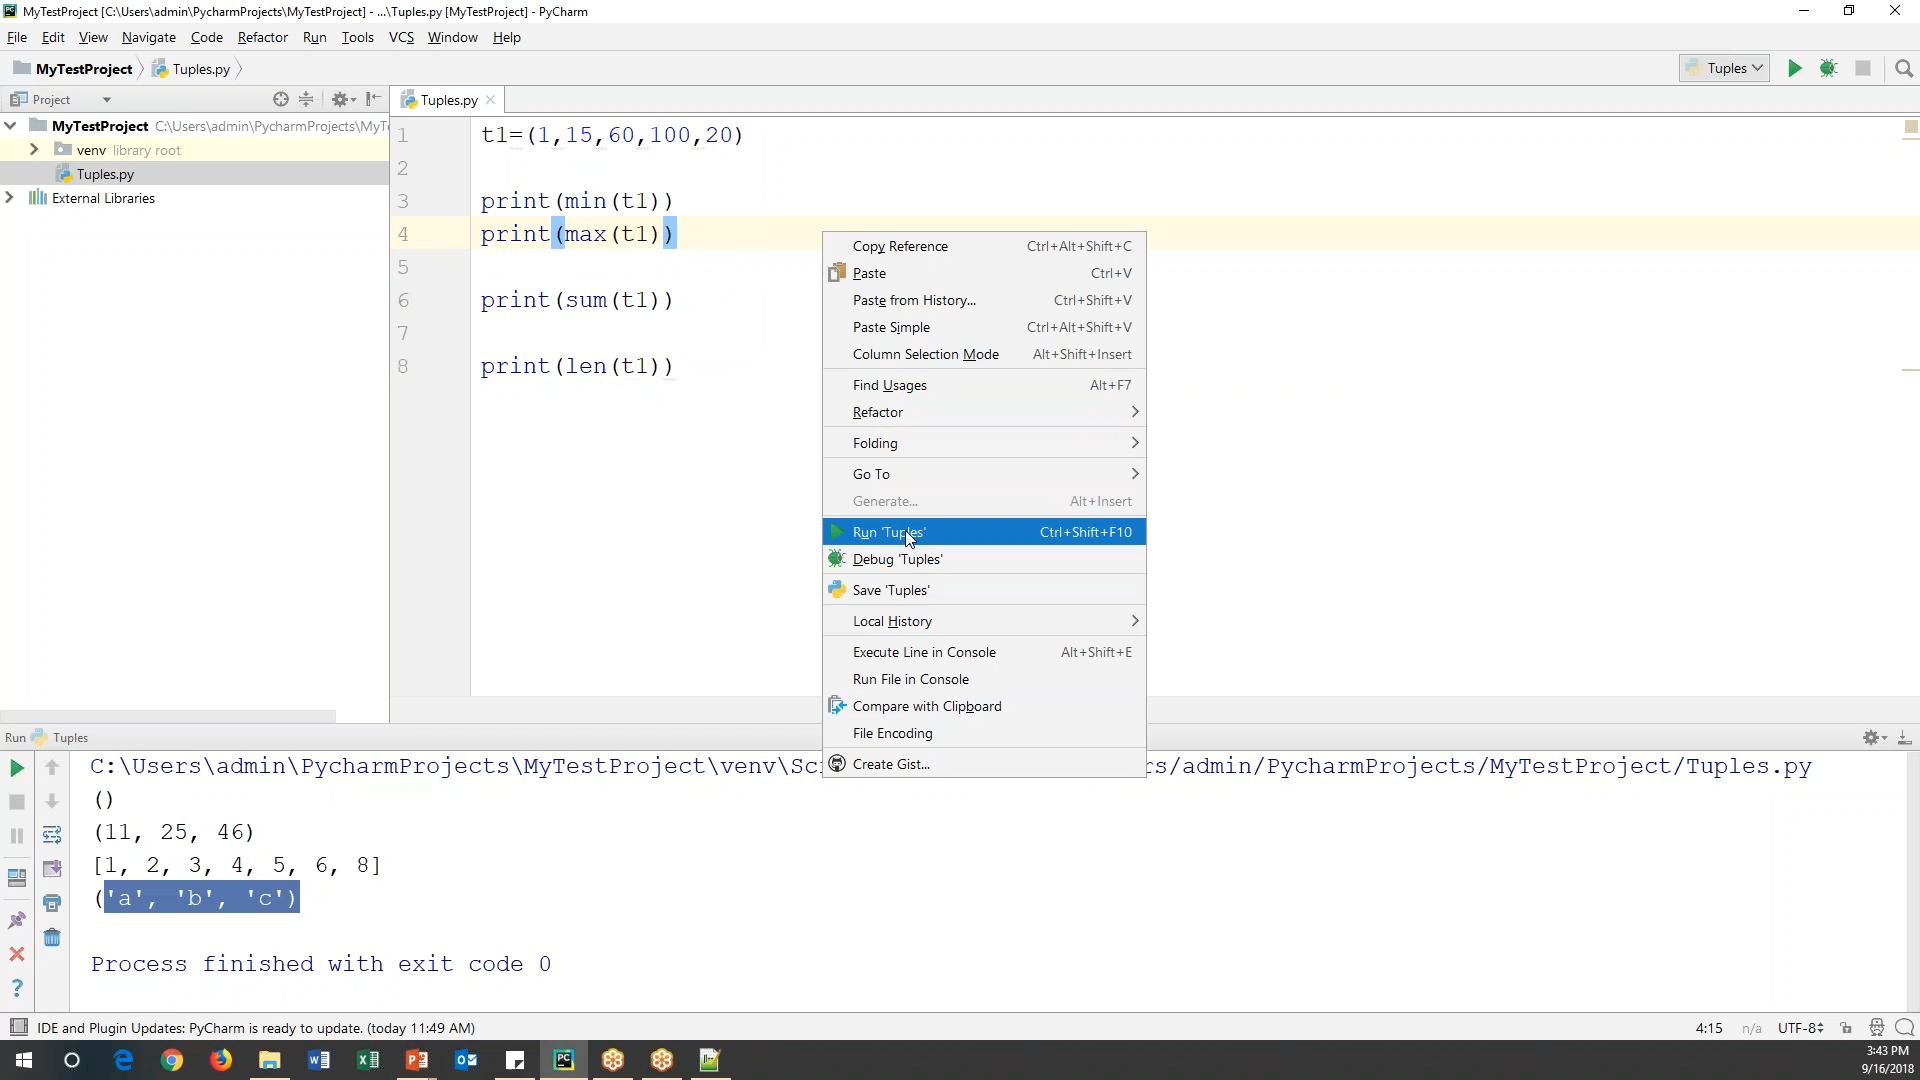 MyTestProject [C:\Users\admin\PycharmProjects\MyTestProject] - ...\Tuples.py [MyTestProject] - PyCharm
File Edit View Navigate Code Refactor Run Tools VCS Window Help
MyTestProject Tuples.py Tuples
Project Tuples.py
MyTestProject C:\Users\admin\PycharmProjects\MyT
venv library root
Tuples.py
External Libraries
1 t1=(1,15,60,100,20)
2
3 print(min(t1))
4 print(max(t1))
5
6 print(sum(t1))
7
8 print(len(t1))
Copy Reference Ctrl+Alt+Shift+C
Paste Ctrl+V
Paste from History... Ctrl+Shift+V
Paste Simple Ctrl+Alt+Shift+V
Column Selection Mode Alt+Shift+Insert
Find Usages Alt+F7
Refactor
Folding
Go To
Generate... Alt+Insert
Run 'Tuples' Ctrl+Shift+F10
Debug 'Tuples'
Save 'Tuples'
Local History
Execute Line in Console Alt+Shift+E
Run File in Console
Compare with Clipboard
File Encoding
Create Gist...
Run Tuples
C:\Users\admin\PycharmProjects\MyTestProject\venv\Sc rs/admin/PycharmProjects/MyTestProject/Tuples.py
()
(11, 25, 46)
[1, 2, 3, 4, 5, 6, 8]
('a', 'b', 'c')
Process finished with exit code 0
IDE and Plugin Updates: PyCharm is ready to update. (today 11:49 AM) 4:15 n/a UTF-8
3:43 PM
9/16/2018